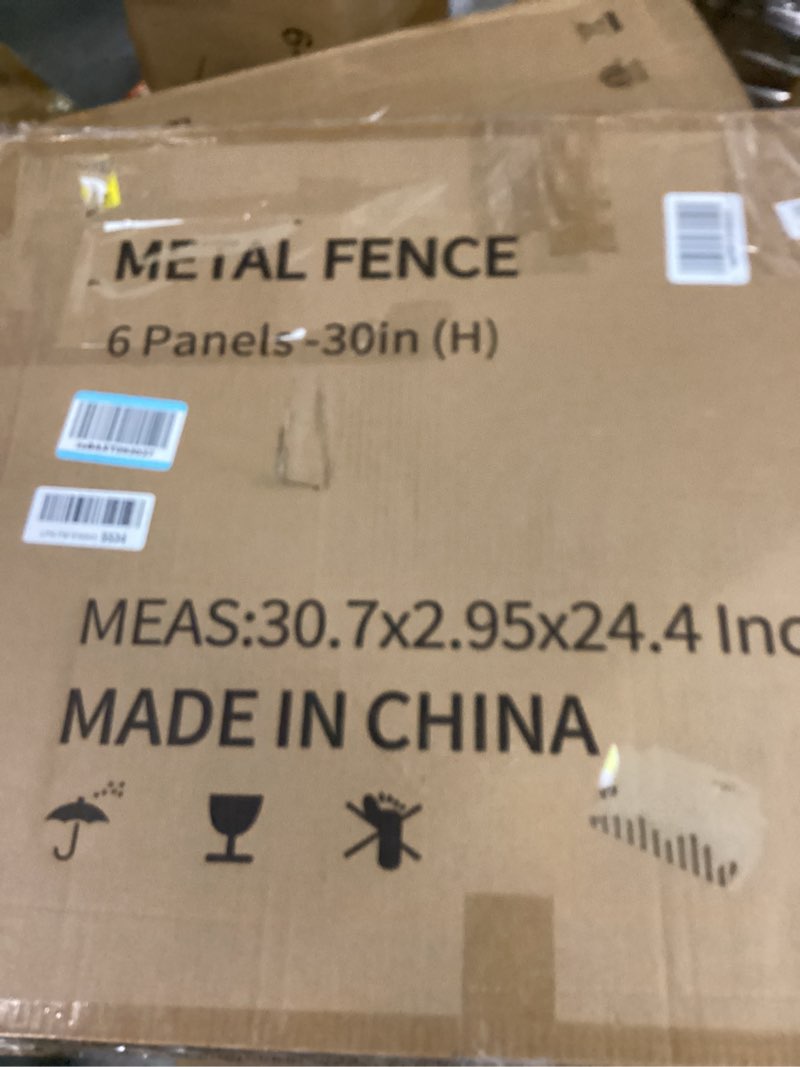 METAL FENCE
6 Panels -30in (H)
MEAS:30.7x2.95x24.4 Inc
MADE IN CHINA